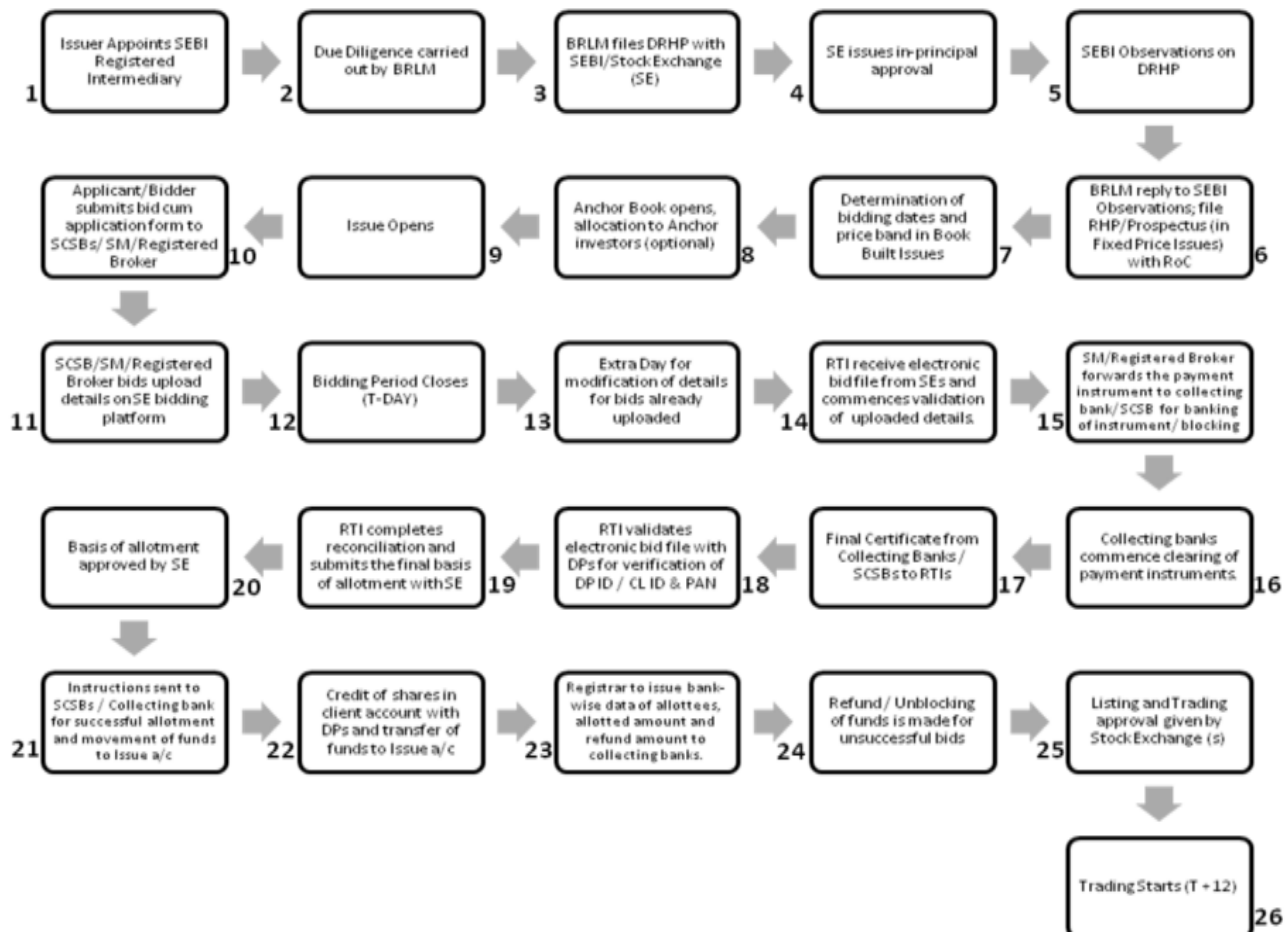 Issuer Appoints SEBI
Registered
Intermediary
1
Due Diligence carried
out by BRLM
2
BRLM files DRHP with
SEBI/Stock Exchange
(SE)
3
SE issues in-principal
approval
4
SEBI Observations on
DRHP
5
BRLM reply to SEBI
Observations; file
RHP/Prospectus (in
Fixed Price Issues)
with RoC
6
Determination of
bidding dates and
price band in Book
Built Issues
7
Anchor Book opens,
allocation to Anchor
investors (optional)
8
Issue Opens
9
Applicant/Bidder
submits bid cum
application form to
SCSBs/ SM/Registered
Broker
10
SCSB/SM/Registered
Broker bids upload
details on SE bidding
platform
11
Bidding Period Closes
(T-DAY)
12
Extra Day for
modification of details
for bids already
uploaded
13
RTI receive electronic
bid file from SEs and
commences validation
of uploaded details.
14
SM/Registered Broker
forwards the payment
instrument to collecting
bank/SCSB for banking
of instrument/ blocking
15
Collecting banks
commence clearing of
payment instruments.
16
Final Certificate from
Collecting Banks /
SCSBs to RTIs
17
RTI validates
electronic bid file with
DPs for verification of
DP ID / CL ID & PAN
18
RTI completes
reconciliation and
submits the final basis
of allotment with SE
19
Basis of allotment
approved by SE
20
Instructions sent to
SCSBs / Collecting bank
for successful allotment
and movement of funds
to Issue a/c
21
Credit of shares in
client account with
DPs and transfer of
funds to Issue a/c
22
Registrar to issue bank-
wise data of allottees,
allotted amount and
refund amount to
collecting banks.
23
Refund / Unblocking
of funds is made for
unsuccessful bids
24
Listing and Trading
approval given by
Stock Exchange (s)
25
Trading Starts (T + 12)
26